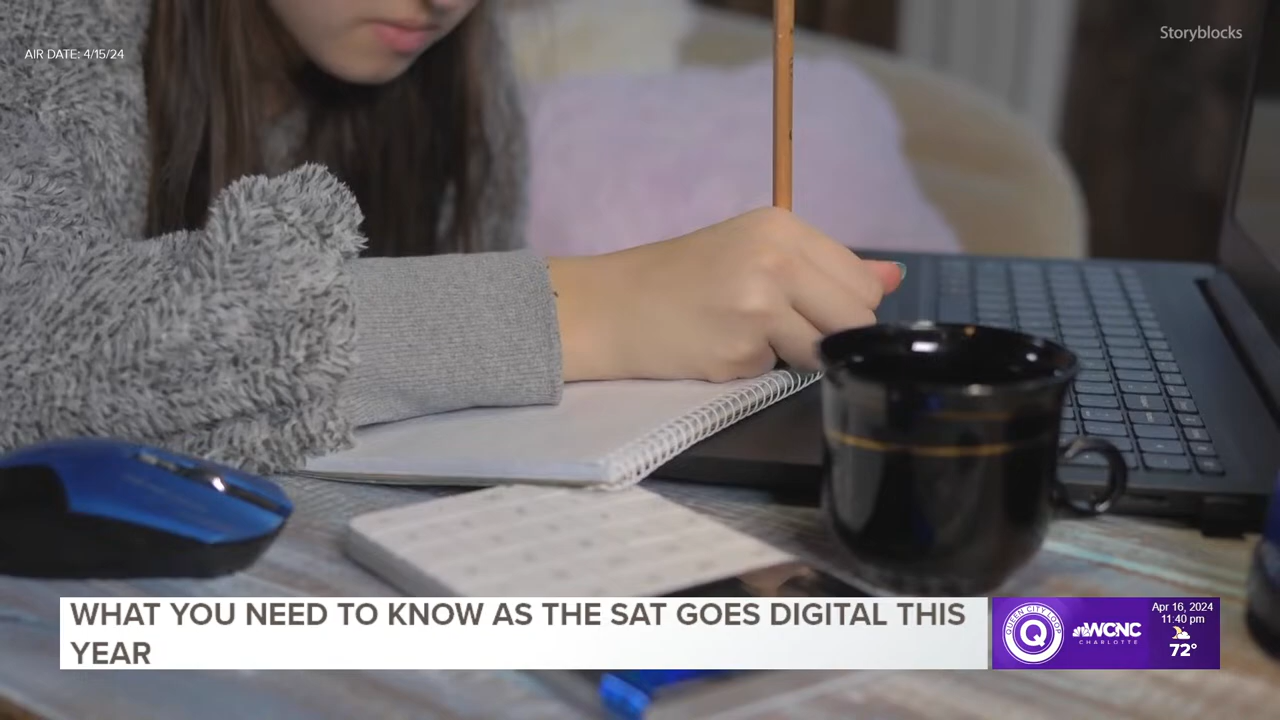 Storyblocks
AIR DATE: 4/15/24
WHAT YOU NEED TO KNOW AS THE SAT GOES DIGITAL THIS
YEAR
QUEEN CITY LOOP
Q
WCNC
CHARLOTTE
Apr 16, 2024
11:40 pm
72°